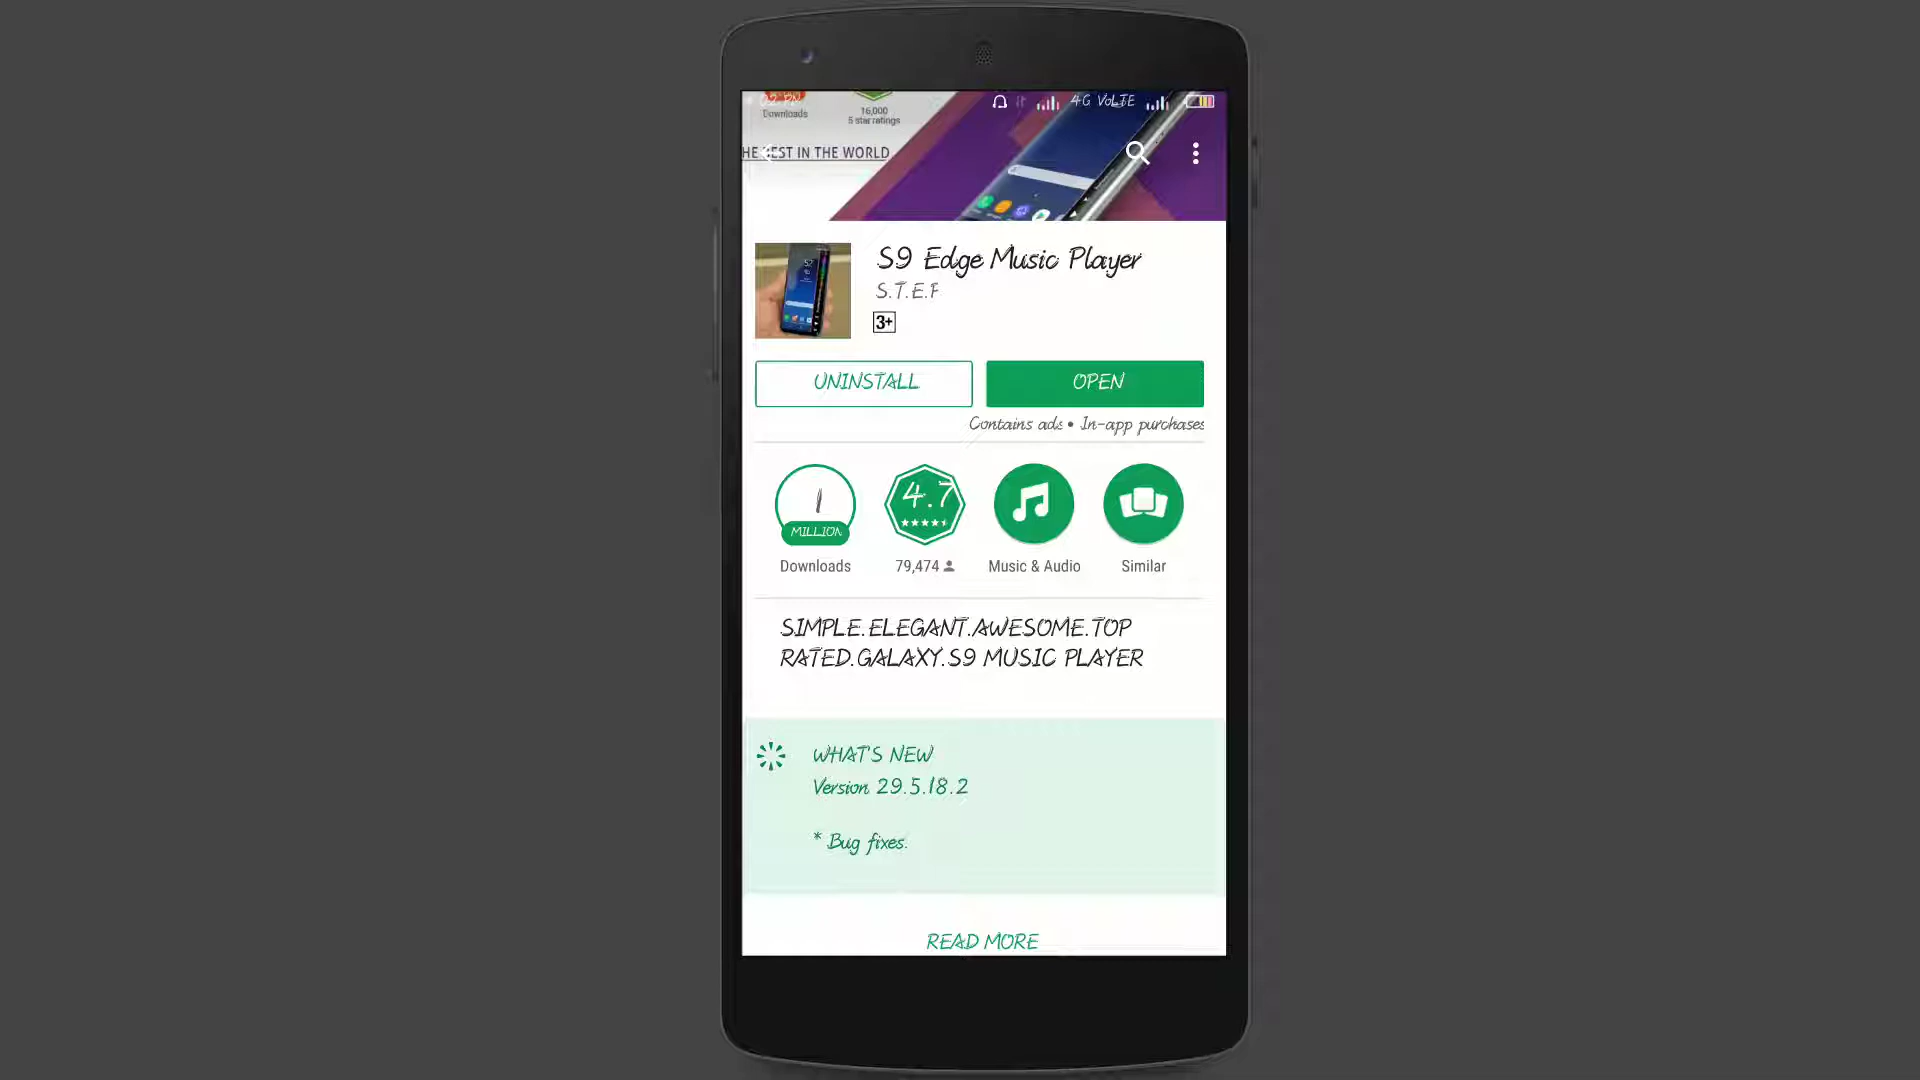 02: PM
4G VoLTE
Downloads
16,000
5 star ratings
EST IN THE WORLD
S9 Edge Music Player
S.T.E.F
3+
UNINSTALL
OPEN
Contains ads • In-app purchases
1
MILLION
4.7
Downloads
79,474
Music & Audio
Similar
SIMPLE.ELEGANT.AWESOME.TOP
RATED.GALAXY.S9 MUSIC PLAYER
WHAT'S NEW
Version 29.5.18.2
* Bug fixes.
READ MORE